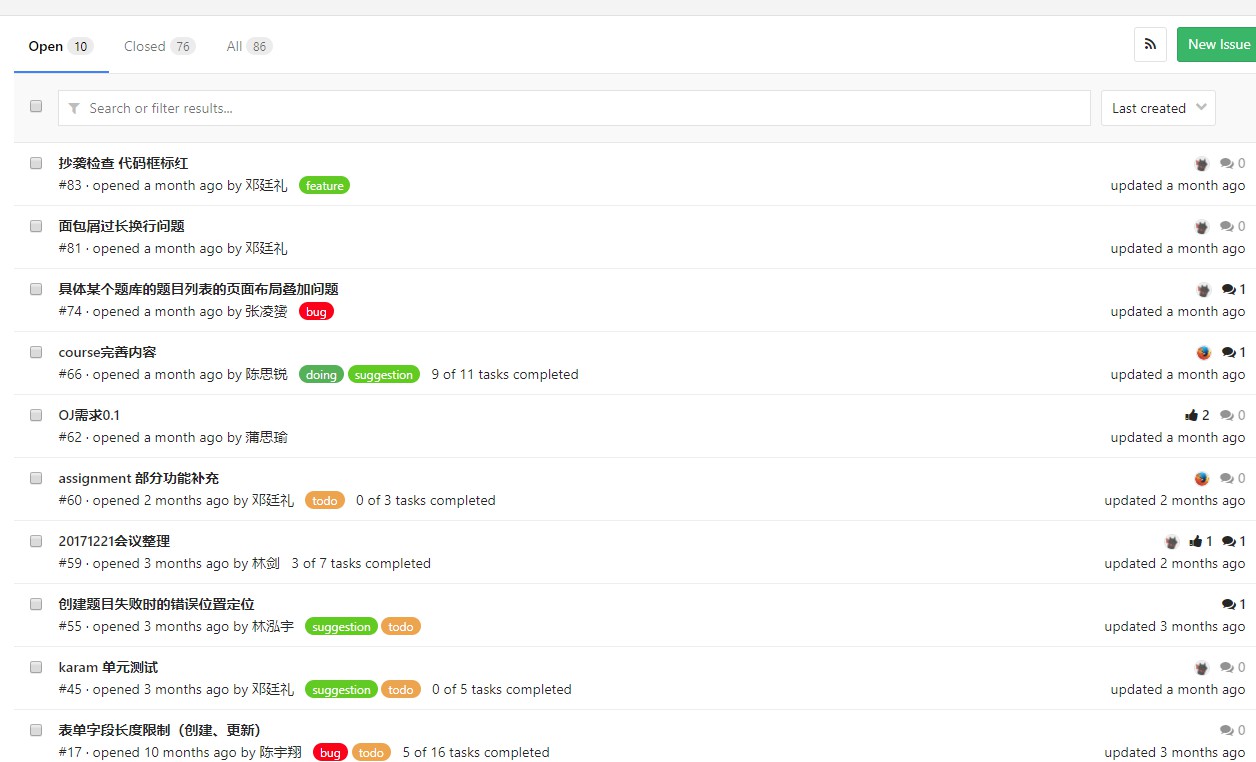 Open 10 Closed 76 All 86 New Issue
Search or filter results... Last created
抄袭检查 代码框标红 0
#83 · opened a month ago by 邓廷礼 feature updated a month ago
面包屑过长换行问题 0
#81 · opened a month ago by 邓廷礼 updated a month ago
具体某个题库的题目列表的页面布局叠加问题 1
#74 · opened a month ago by 张凌 bug updated a month ago
course完善内容 1
#66 · opened a month ago by 陈思锐 doing suggestion 9 of 11 tasks completed updated a month ago
OJ需求0.1 2 0
#62 · opened a month ago by 蒲思瑜 updated a month ago
assignment 部分功能补充 0
#60 · opened 2 months ago by 邓廷礼 todo 0 of 3 tasks completed updated 2 months ago
20171221会议整理 1 1
#59 · opened 3 months ago by 林剑 3 of 7 tasks completed updated 2 months ago
创建题目失败时的错误位置定位 1
#55 · opened 3 months ago by 林泓宇 suggestion todo updated 3 months ago
karam 单元测试 0
#45 · opened 3 months ago by 邓廷礼 suggestion todo 0 of 5 tasks completed updated a month ago
表单字段长度限制（创建、更新） 0
#17 · opened 10 months ago by 陈宇翔 bug todo 5 of 16 tasks completed updated 3 months ago